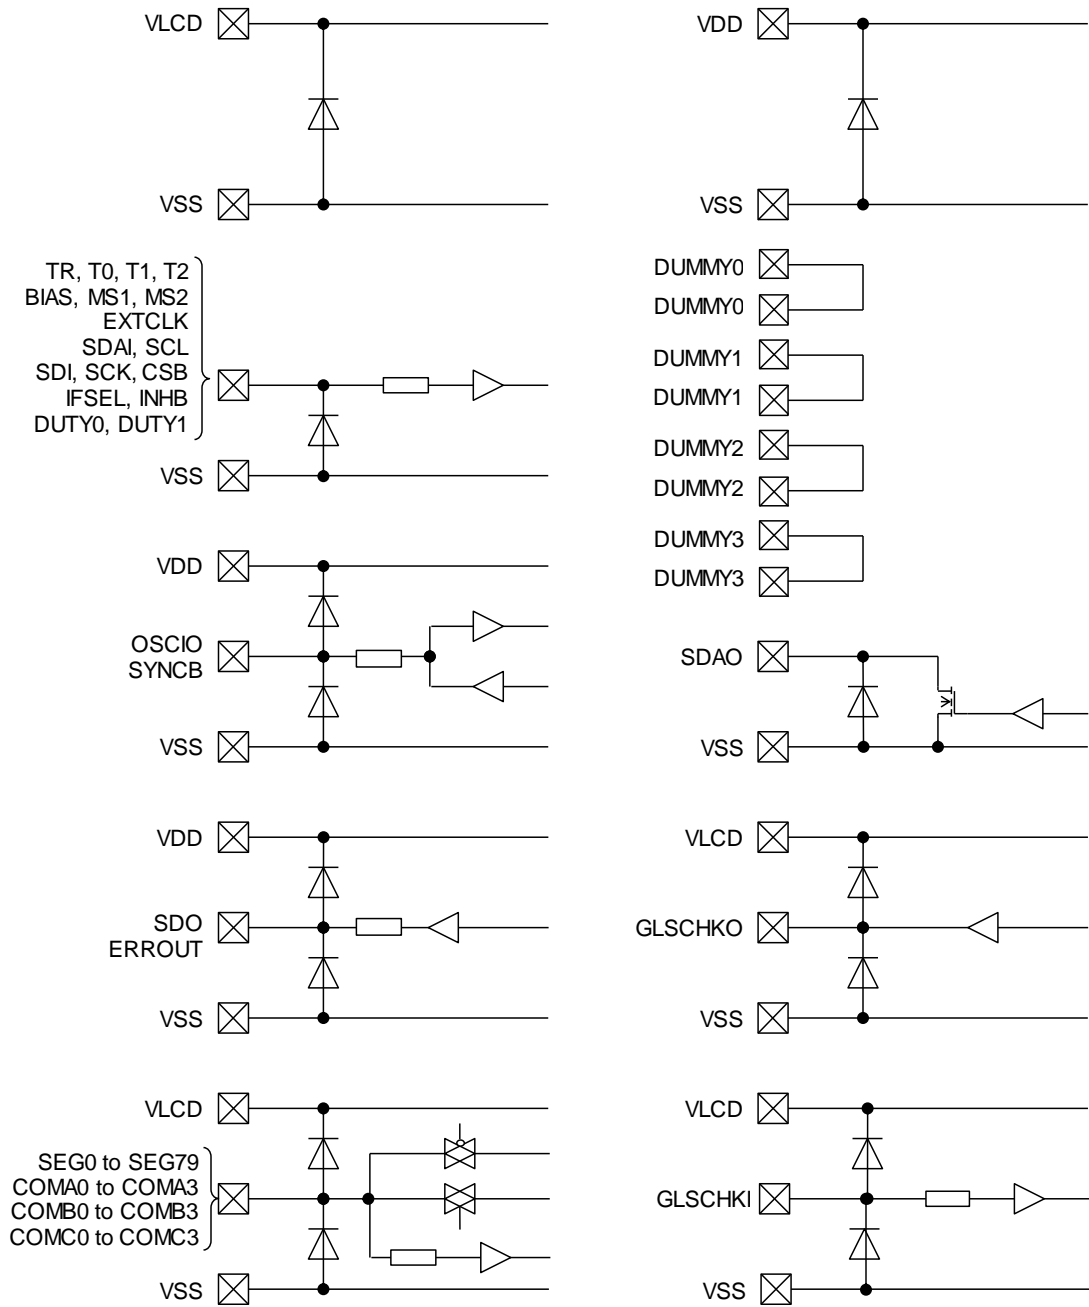 VLCD
VSS
TR, T0, T1, T2
BIAS, MS1, MS2
EXTCLK
SDAI, SCL
SDI, SCK, CSB
IFSEL, INHB
DUTY0, DUTY1
VSS
VDD
OSCIO
SYNCB
VSS
VDD
SDO
ERROUT
VSS
VLCD
SEG0 to SEG79
COMA0 to COMA3
COMB0 to COMB3
COMC0 to COMC3
VSS
VDD
VSS
DUMMY0
DUMMY0
DUMMY1
DUMMY1
DUMMY2
DUMMY2
DUMMY3
DUMMY3
SDAO
VSS
VLCD
GLSCHKO
VSS
VLCD
GLSCHKI
VSS